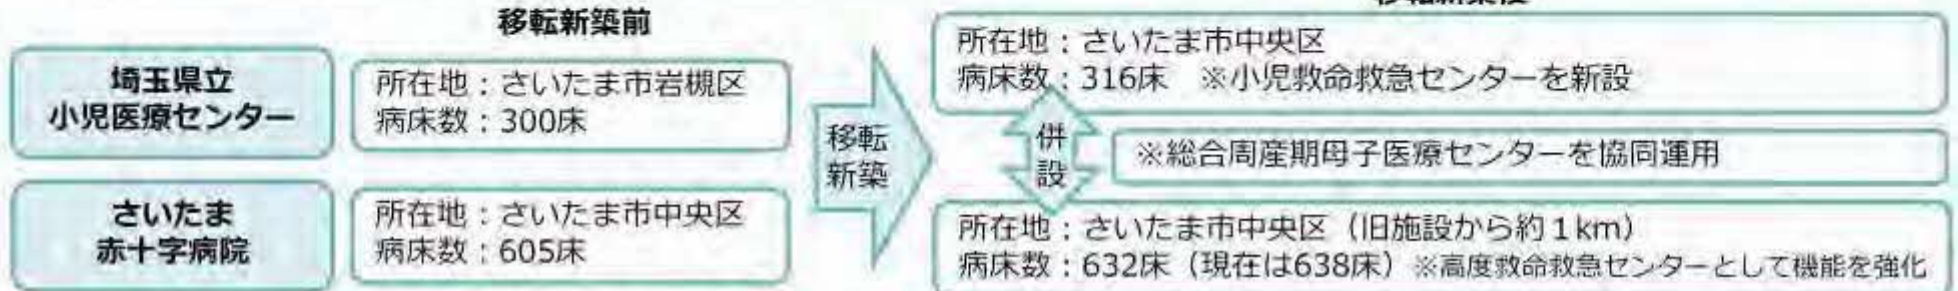 移転新築前
埼玉県立
小児医療センター
所在地：さいたま市岩槻区
病床数：300床
さいたま
赤十字病院
所在地：さいたま市中央区
病床数：605床
移転
新築
所在地：さいたま市中央区
病床数：316床　※小児救命救急センターを新設
併
設
※総合周産期母子医療センターを協同運用
所在地：さいたま市中央区（旧施設から約１km）
病床数：632床（現在は638床）※高度救命救急センターとして機能を強化